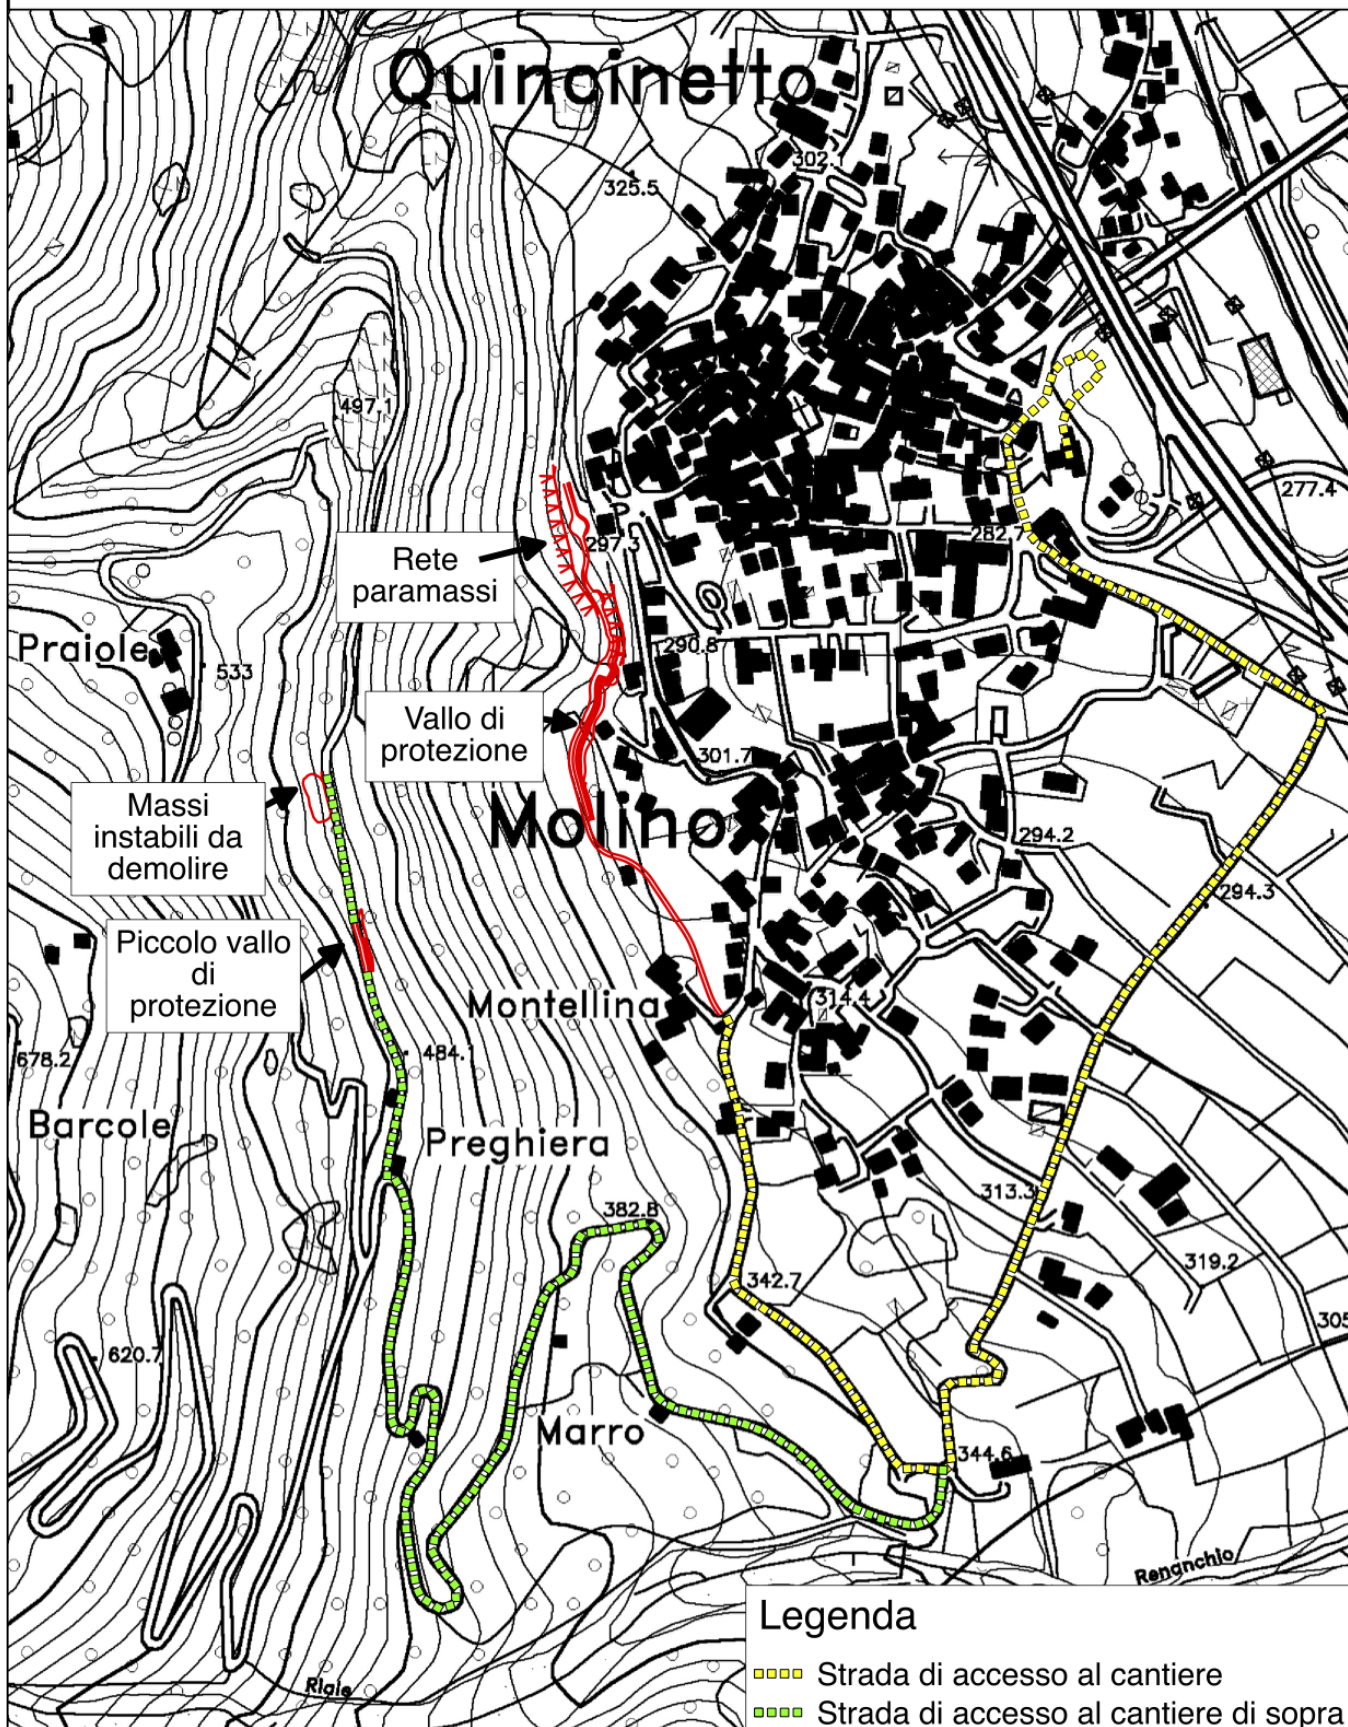 Quincinetto
302.1
325.5
497.1
277.4
282.7
297.3
Rete
paramassi
290.8
Praiole
533
Vallo di
protezione
301.7
Massi
instabili da
demolire
Molino
294.2
294.3
Piccolo vallo
di
protezione
Montellina
314.4
484.1
678.2
Barcole
Preghiera
313.3
382.8
319.2
342.7
305
620.7
Marro
344.6
Renanchio
Legenda
Strada di accesso al cantiere
Riale
Strada di accesso al cantiere di sopra